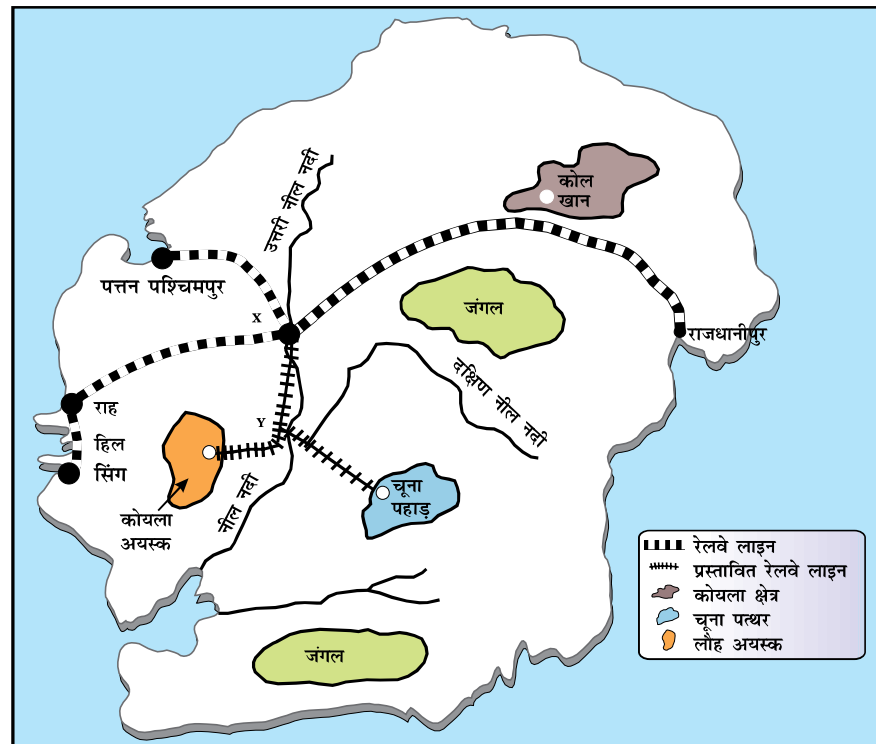 उत्तरी नील नदी
कोल
खान
पत्तन पश्चिमपुर
जंगल
X
राजधानीपुर
दक्षिण नील नदी
राह
Y
हिल
सिंग
चूना
पहाड़
कोयला
अयस्क
नील नदी
जंगल
रेलवे लाइन
प्रस्तावित रेलवे लाइन
कोयला क्षेत्र
चूना पत्थर
लौह अयस्क